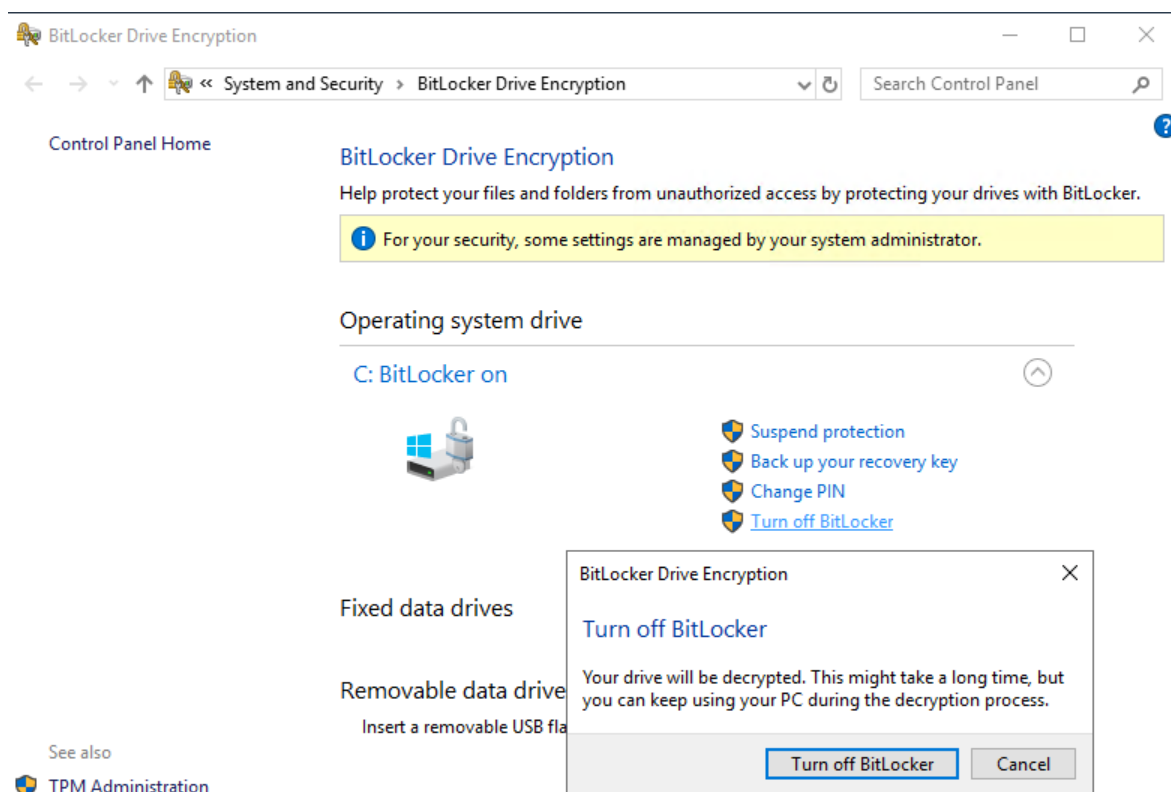 BitLocker Drive Encryption
« System and Security › BitLocker Drive Encryption
Search Control Panel
?
Control Panel Home
BitLocker Drive Encryption
Help protect your files and folders from unauthorized access by protecting your drives with BitLocker.
For your security, some settings are managed by your system administrator.
Operating system drive
C: BitLocker on
Suspend protection
Back up your recovery key
Change PIN
Turn off BitLocker
Fixed data drives
Removable data drive
Insert a removable USB fla
BitLocker Drive Encryption
Turn off BitLocker
Your drive will be decrypted. This might take a long time, but
you can keep using your PC during the decryption process.
Turn off BitLocker
Cancel
See also
TPM Administration